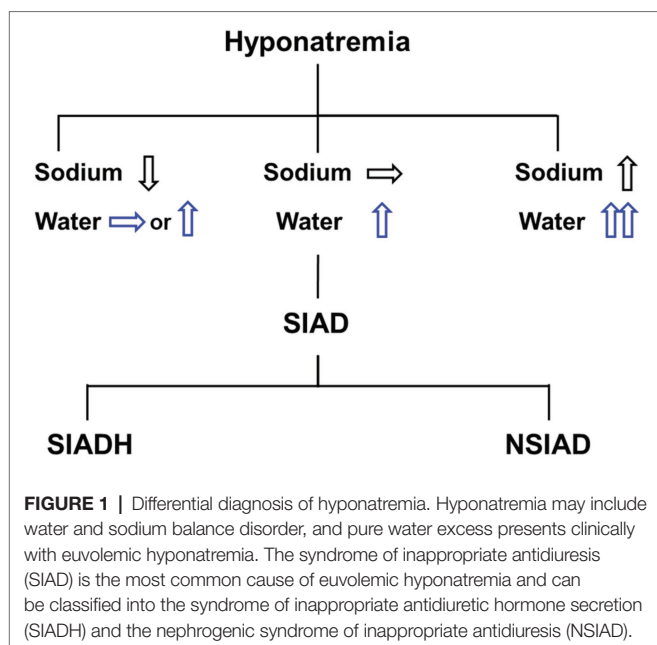 Hyponatremia
Sodium Sodium Sodium
Water or Water Water
SIAD
SIADH NSIAD
FIGURE 1 | Differential diagnosis of hyponatremia. Hyponatremia may include
water and sodium balance disorder, and pure water excess presents clinically
with euvolemic hyponatremia. The syndrome of inappropriate antidiuresis
(SIAD) is the most common cause of euvolemic hyponatremia and can
be classified into the syndrome of inappropriate antidiuretic hormone secretion
(SIADH) and the nephrogenic syndrome of inappropriate antidiuresis (NSIAD).